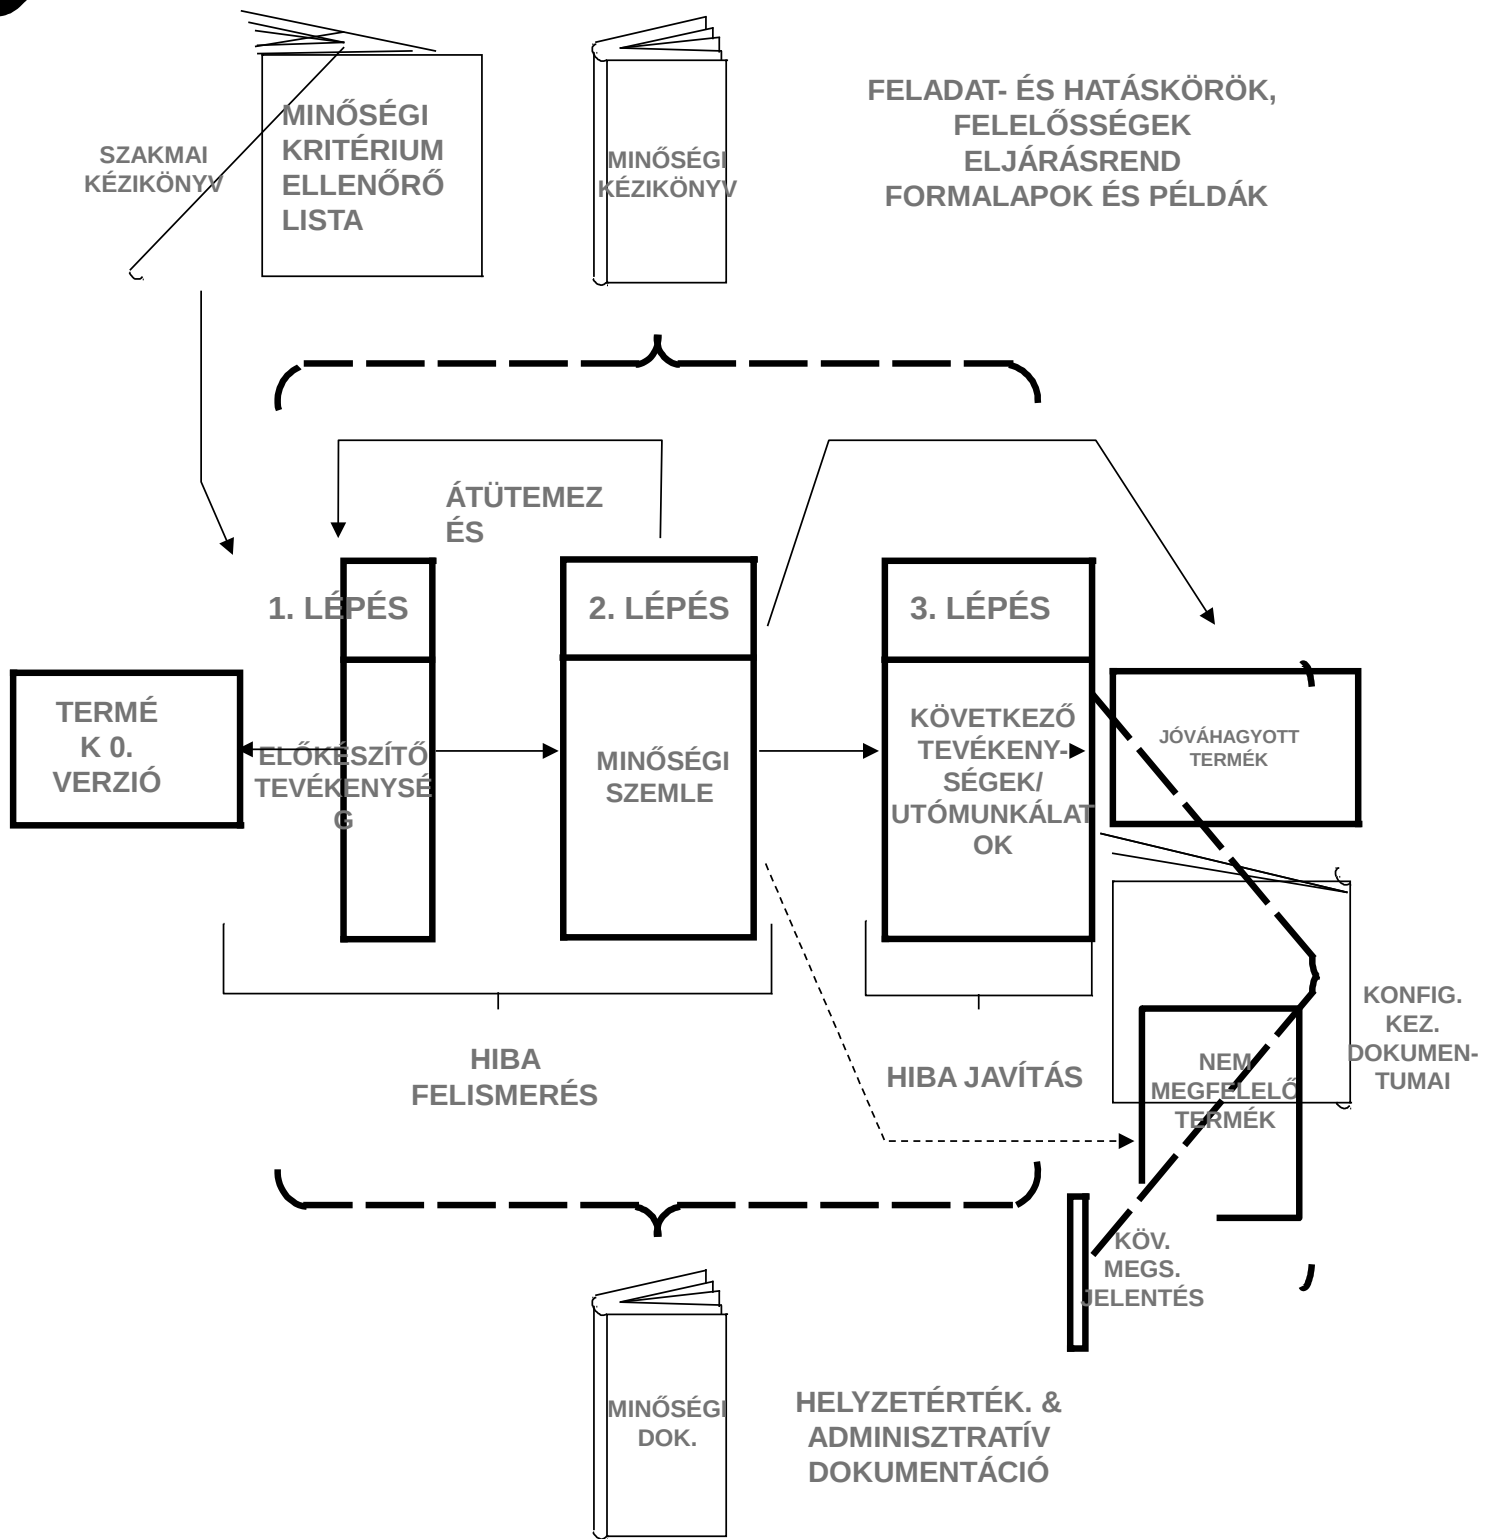 SZAKMAI
KÉZIKÖNYV
MINŐSÉGI
KRITÉRIUM
ELLENŐRŐ
LISTA
MINŐSÉGI
KÉZIKÖNYV
FELADAT- ÉS HATÁSKÖRÖK,
FELELŐSSÉGEK
ELJÁRÁSREND
FORMALAPOK ÉS PÉLDÁK
ÁTÜTEMEZ
ÉS
1. LÉPÉS
2. LÉPÉS
3. LÉPÉS
TERMÉ
K 0.
VERZIÓ
ELŐKÉSZÍTŐ
TEVÉKENYSÉ
G
MINŐSÉGI
SZEMLE
KÖVETKEZŐ
TEVÉKENY-
SÉGEK/
UTÓMUNKÁLAT
OK
JÓVÁHAGYOTT
TERMÉK
HIBA
FELISMERÉS
HIBA JAVÍTÁS
NEM
MEGFELELŐ
TERMÉK
KONFIG.
KEZ.
DOKUMEN-
TUMAI
KÖV.
MEGS.
JELENTÉS
MINŐSÉGI
DOK.
HELYZETÉRTÉK. &
ADMINISZTRATÍV
DOKUMENTÁCIÓ